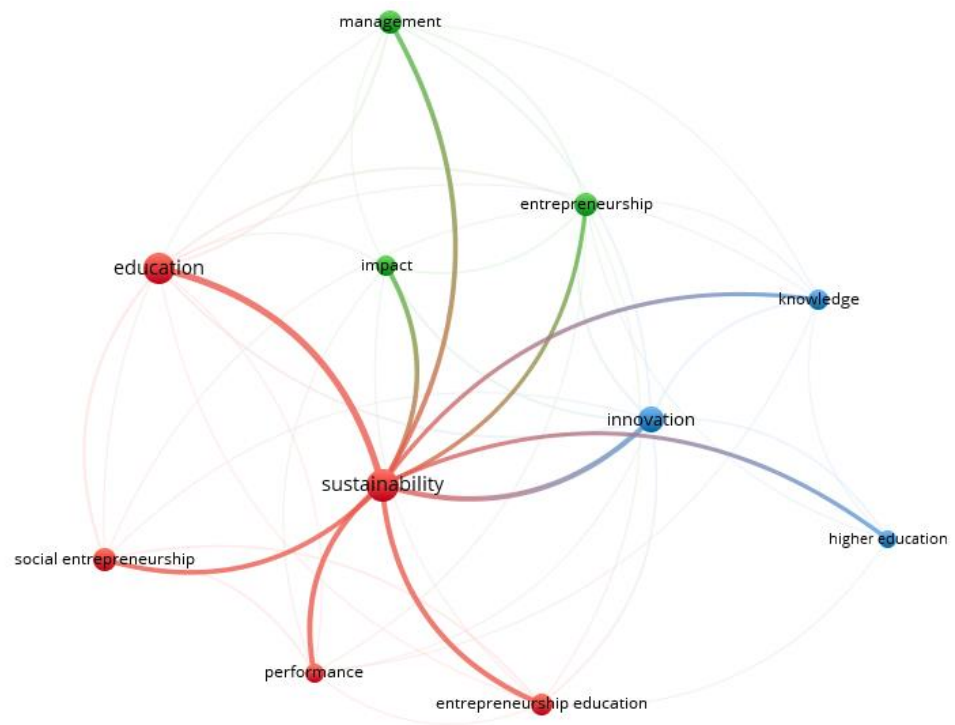 management
entrepreneurship
education
impact
knowledge
innovation
sustainability
higher education
social entrepreneurship
performance
entrepreneurship education